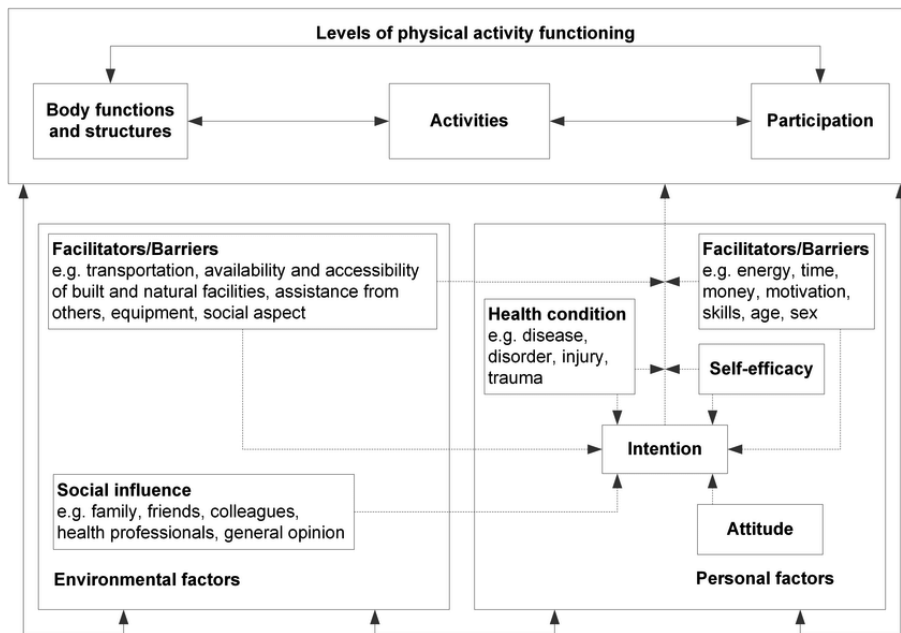 Levels of physical activity functioning
Body functions
and structures
Activities
Participation
Facilitators/Barriers
e.g. transportation, availability and accessibility
of built and natural facilities, assistance from
others, equipment, social aspect
Facilitators/Barriers
e.g. energy, time,
money, motivation,
skills, age, sex
Health condition
e.g. disease,
disorder, injury,
trauma
Self-efficacy
Intention
Social influence
e.g. family, friends, colleagues,
health professionals, general opinion
Attitude
Environmental factors
Personal factors